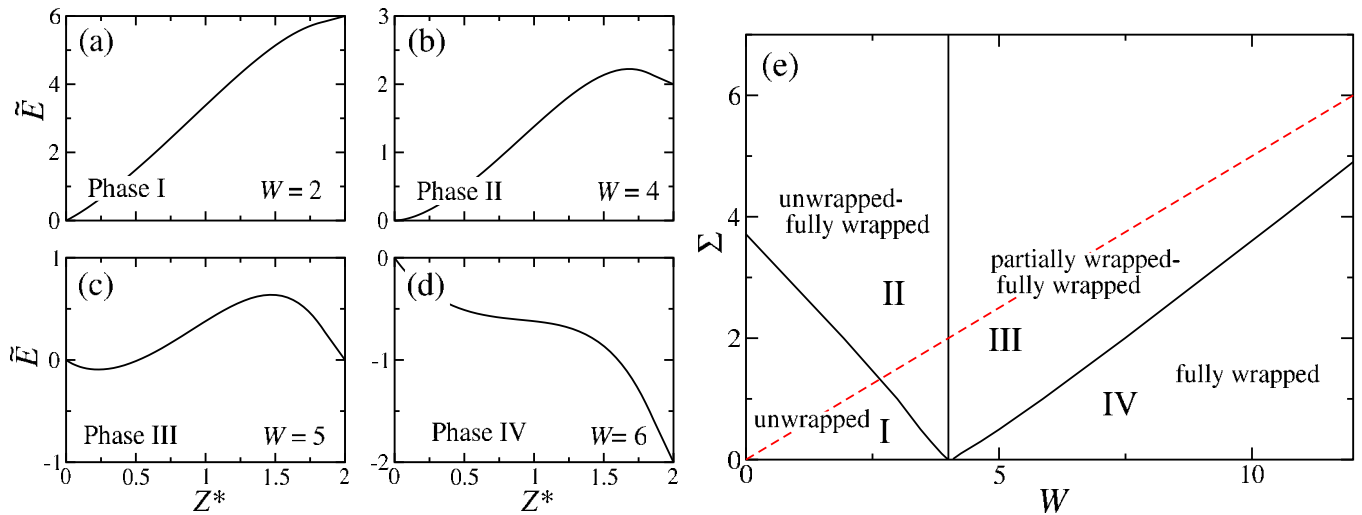 (a)
6
4
2
0
Ẽ
Phase I
W = 2
(b)
3
2
1
0
Phase II
W = 4
(c)
1
0
-1
Ẽ
Phase III
W = 5
0 0.5 1 1.5 2
Z*
(d)
0
-1
-2
Phase IV
W= 6
0 0.5 1 1.5 2
Z*
(e)
6
4
2
0
Σ
unwrapped-
fully wrapped
II
partially wrapped-
fully wrapped
III
fully wrapped
IV
unwrapped
I
0 5 10
W